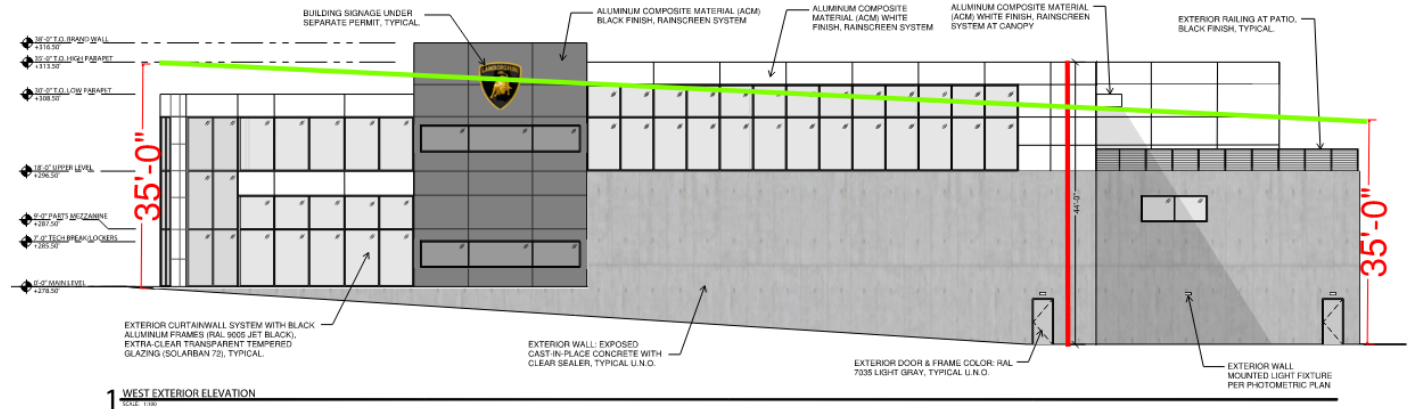 BUILDING SIGNAGE UNDER
SEPARATE PERMIT, TYPICAL.
ALUMINUM COMPOSITE MATERIAL (ACM)
BLACK FINISH, RAINSCREEN SYSTEM
ALUMINUM COMPOSITE
MATERIAL (ACM) WHITE
FINISH, RAINSCREEN SYSTEM
ALUMINUM COMPOSITE MATERIAL
(ACM) WHITE FINISH, RAINSCREEN
SYSTEM AT CANOPY
EXTERIOR RAILING AT PATIO,
BLACK FINISH, TYPICAL.
38'-0" T.O. BRAND WALL
+316.50'
35'-0" T.O. HIGH PARAPET
+313.50'
30'-0" T.O. LOW PARAPET
+308.50'
18'-0" UPPER LEVEL
+296.50'
9'-0" PARTS MEZZANINE
+287.50'
7'-0" TECH BREAK/LOCKERS
+285.50'
0'-0" MAIN LEVEL
+278.50'
35'-0"
LAMBORGHINI
44'-0"
35'-0"
EXTERIOR CURTAINWALL SYSTEM WITH BLACK
ALUMINUM FRAMES (RAL 9005 JET BLACK),
EXTRA-CLEAR TRANSPARENT TEMPERED
GLAZING (SOLARBAN 72), TYPICAL.
EXTERIOR WALL: EXPOSED
CAST-IN-PLACE CONCRETE WITH
CLEAR SEALER, TYPICAL U.N.O.
EXTERIOR DOOR & FRAME COLOR: RAL
7035 LIGHT GRAY, TYPICAL U.N.O.
EXTERIOR WALL
MOUNTED LIGHT FIXTURE
PER PHOTOMETRIC PLAN
1 WEST EXTERIOR ELEVATION
SCALE: 1:100